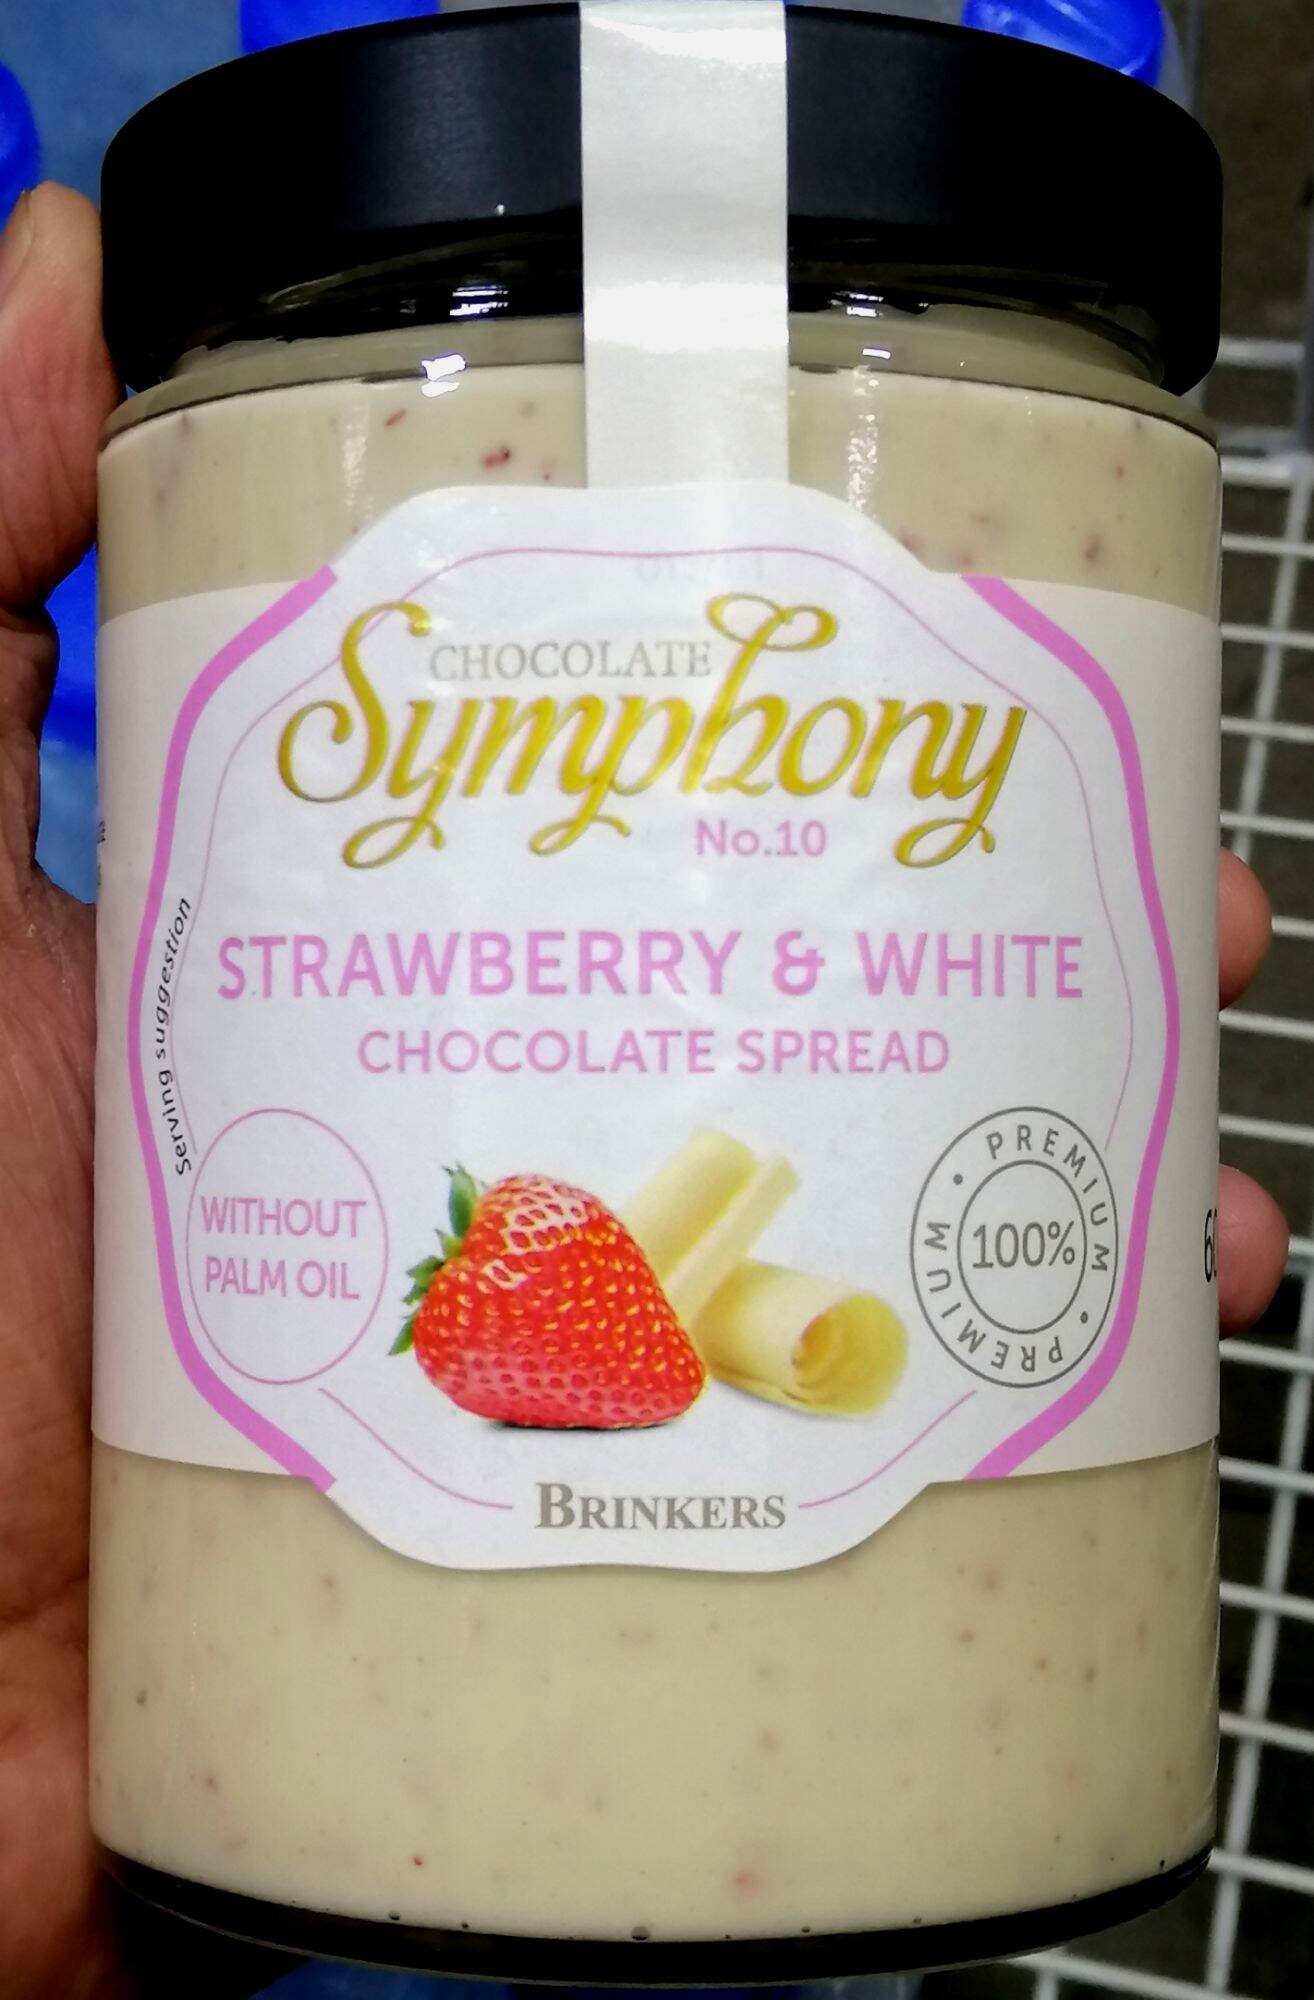 CHOCOLATE
Symphony
No.10
STRAWBERRY & WHITE
CHOCOLATE SPREAD
Serving suggestion
WITHOUT
PALM OIL
PREMIUM • PREMIUM •
100%
BRINKERS